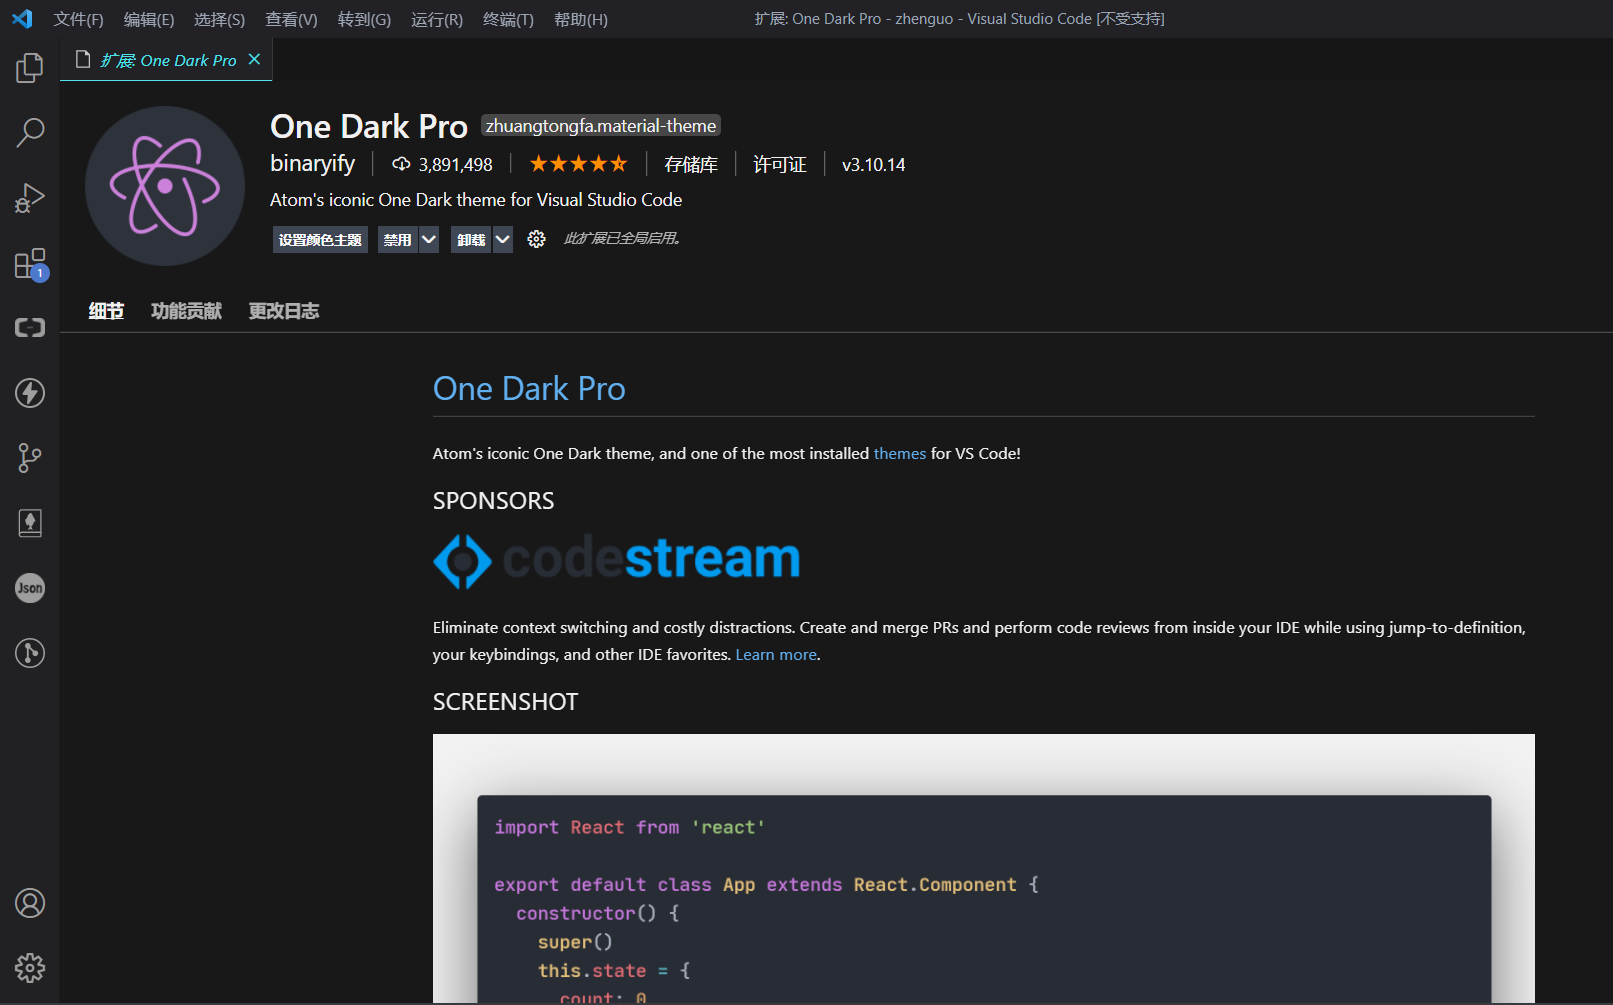 文件(F) 编辑(E) 选择(S) 查看(V) 转到(G) 运行(R) 终端(T) 帮助(H) 扩展: One Dark Pro - zhenguo - Visual Studio Code [不受支持]
扩展: One Dark Pro
One Dark Pro zhuangtongfa.material-theme
binaryify 3,891,498 存储库 许可证 v3.10.14
Atom's iconic One Dark theme for Visual Studio Code
设置颜色主题 禁用 卸载 此扩展已全局启用。
1
细节 功能贡献 更改日志
One Dark Pro
Atom's iconic One Dark theme, and one of the most installed themes for VS Code!
SPONSORS
codestream
Json
Eliminate context switching and costly distractions. Create and merge PRs and perform code reviews from inside your IDE while using jump-to-definition,
your keybindings, and other IDE favorites. Learn more.
SCREENSHOT
import React from 'react'
export default class App extends React.Component {
constructor() {
super()
this.state = {
count: 0